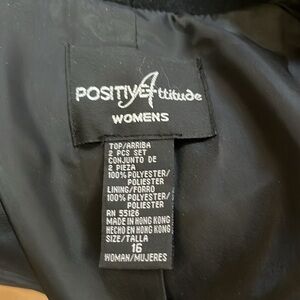 POSITIVE Attitude
WOMENS
TOP/ARRIBA
2 PCS SET
CONJUNTO DE
2 PIEZA
100% POLYESTER/
POLIESTER
LINING/FORRO
100% POLYESTER/
POLIESTER
RN 55126
MADE IN HONG KONG
HECHO EN HONG KONG
SIZE/TALLA
16
WOMAN/MUJERES